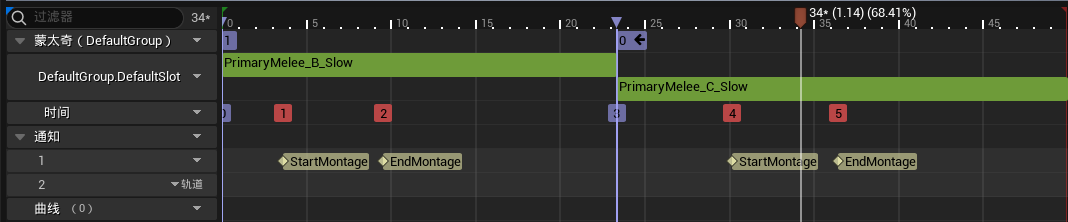 过滤器 34* 0 5 10 15 20 25 30 35 40 45 34* (1.14) (68.41%)
蒙太奇 ( DefaultGroup ) 1 0
DefaultGroup.DefaultSlot PrimaryMelee_B_Slow
PrimaryMelee_C_Slow
时间 0 1 2 3 4 5
通知
1 StartMontage EndMontage StartMontage EndMontage
2 轨道
曲线 ( 0 )